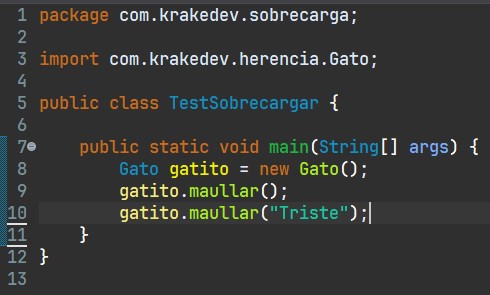 1 package com.krakedev.sobrecarga;
2
3 import com.krakedev.herencia.Gato;
4
5 public class TestSobrecargar {
6
7     public static void main(String[] args) {
8         Gato gatito = new Gato();
9         gatito.maullar();
10         gatito.maullar("Triste");
11     }
12 }
13